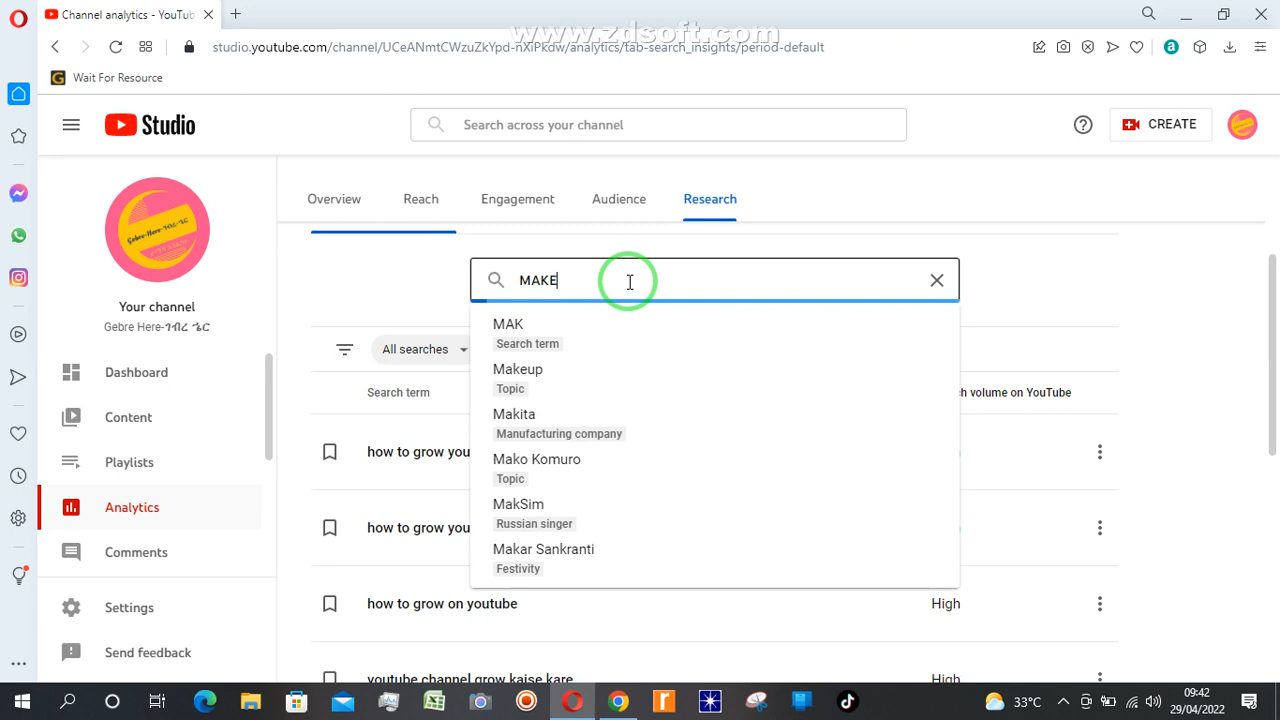 Channel analytics - YouTub
www.zdsoft.com
studio.youtube.com/channel/UCeANmtCWzuZkYpd-nXiPKdw/analytics/tab-search_insights/period-default
Wait For Resource
Studio
Search across your channel
CREATE
Overview
Reach
Engagement
Audience
Research
Your channel
Gebre Here-ገብረ ኄር
MAKE
MAK
Search term
Makeup
Topic
Makita
Manufacturing company
Mako Komuro
Topic
MakSim
Russian singer
Makar Sankranti
Festivity
All searches
Search term
h volume on YouTube
how to grow you
how to grow you
how to grow on youtube
High
youtube channel grow kaise kare
High
Dashboard
Content
Playlists
Analytics
Comments
Settings
Send feedback
33°C
09:42
29/04/2022